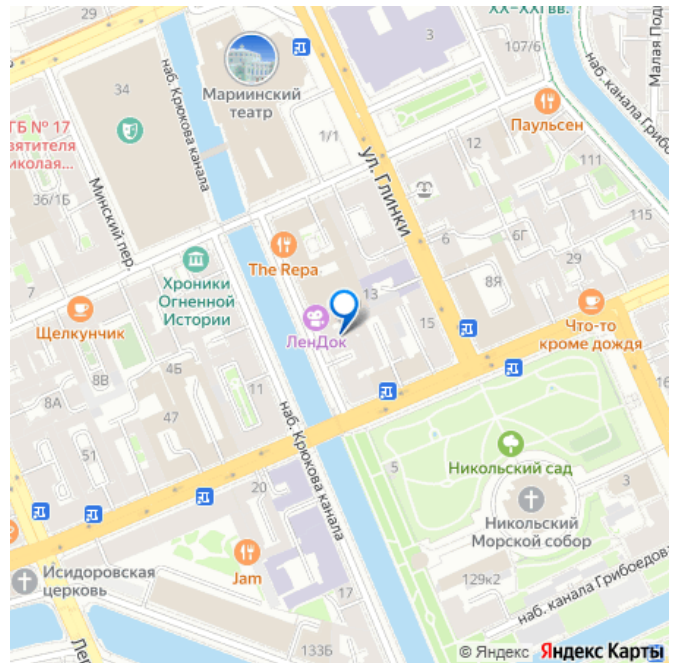 29
XX–XXI вв.
107/6
Малая Под
3
34
наб. Крюкова канала
Мариинский
театр
наб. канала Грибо
ГБ № 17
вятителя
иколая...
1/1
Паульсен
ул. Глинки
12
111
Минский пер.
36/1Б
115
6
6Г
The Repa
29
7
Хроники
Огненной
Истории
13
8Я
Щелкунчик
ЛенДок
15
Что-то
кроме дождя
4Б
8В
11
16
8А
47
наб. Крюкова канала
51
5
Никольский сад
20
3
Никольский
Морской собор
Исидоровская
церковь
Jam
17
129к2
наб. канала Грибоедов
133Б
Лер
© Яндекс Яндекс Карты